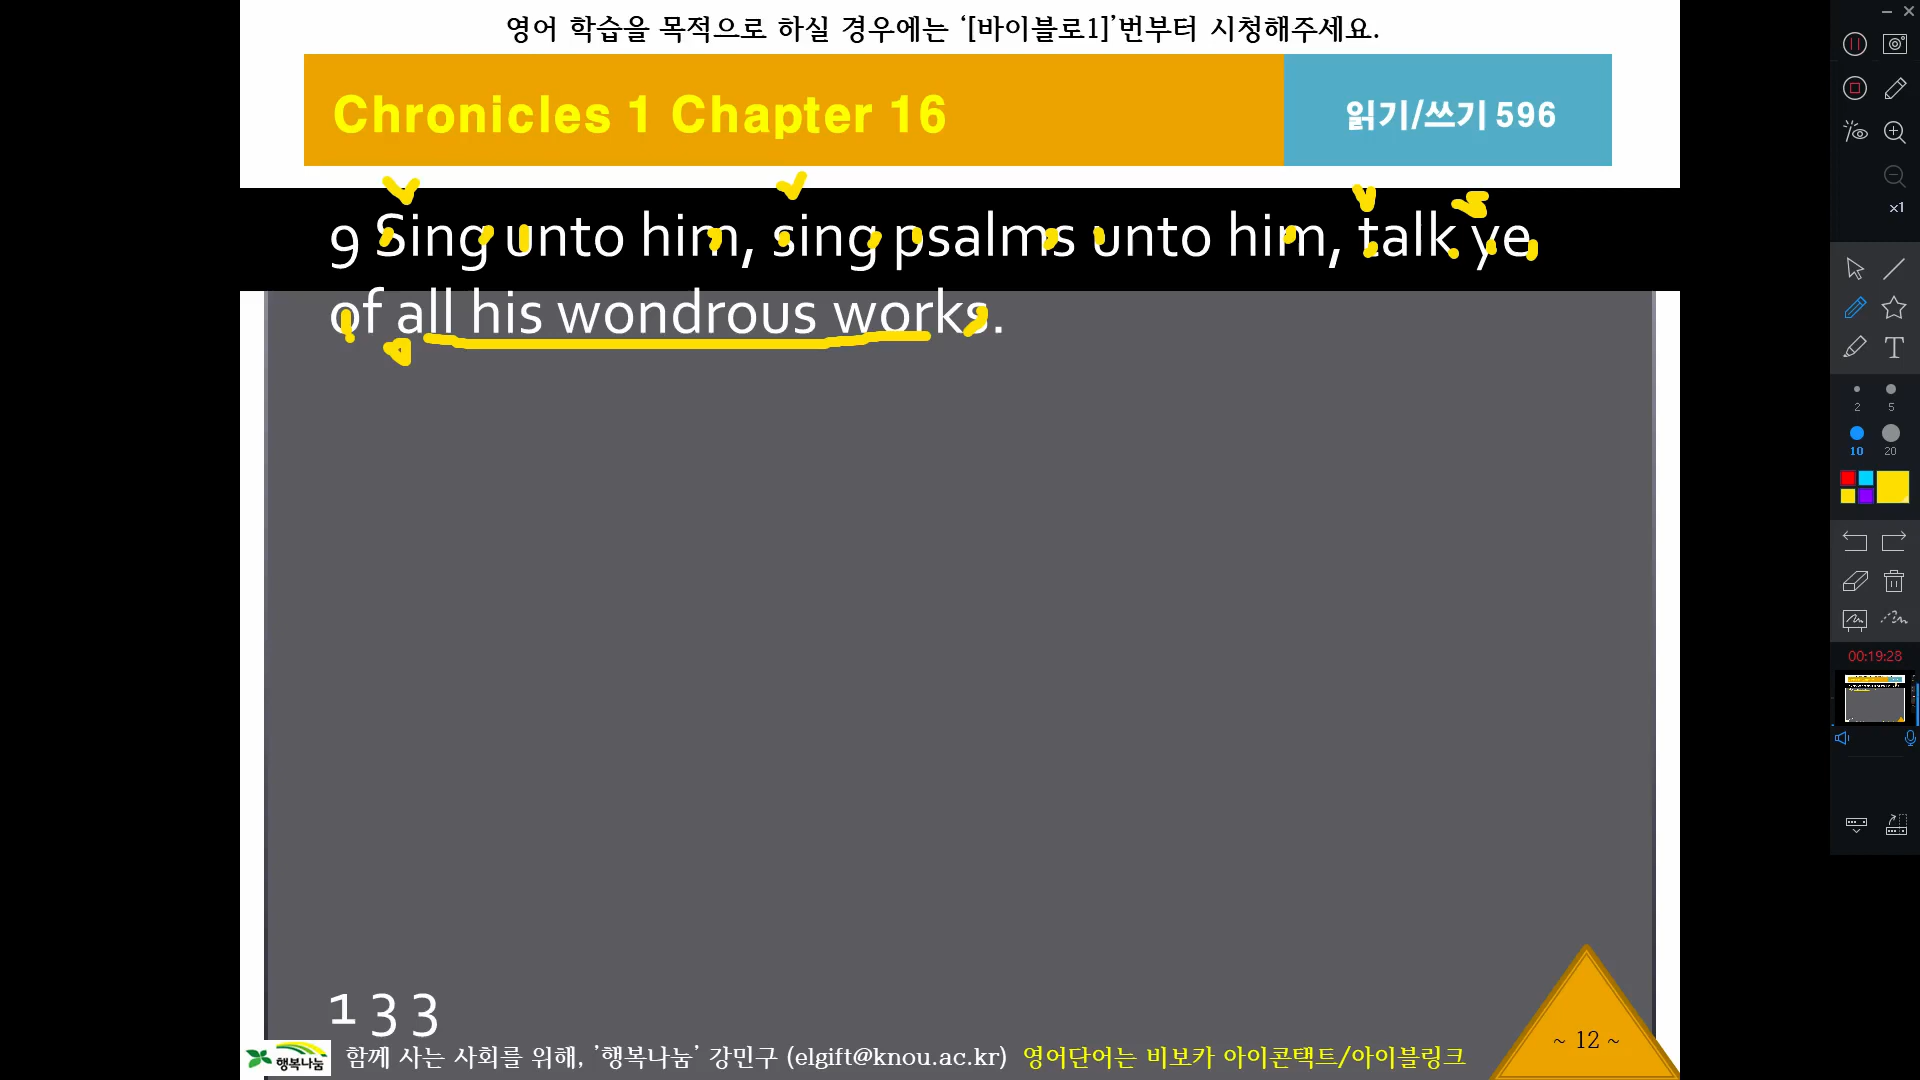 영어 학습을 목적으로 하실 경우에는 ‘[바이블로1]’번부터 시청해주세요.
Chronicles 1 Chapter 16
읽기/쓰기 596
9 Sing unto him, sing psalms unto him, talk ye
of all his wondrous works.
133
~ 12 ~
행복나눔 함께 사는 사회를 위해, ’행복나눔’ 강민구 (elgift@knou.ac.kr) 영어단어는 비보카 아이콘택트/아이블링크
x1
T
2 5
10 20
00:19:28